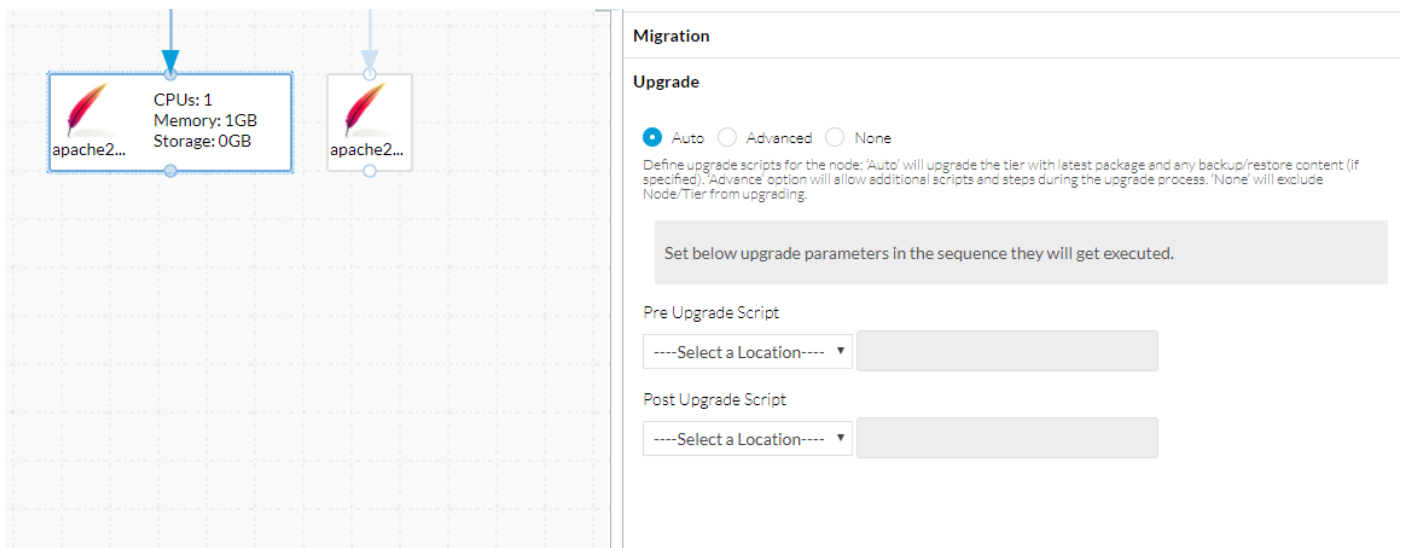 CPUs: 1
Memory: 1GB
Storage: 0GB
apache2...
apache2...
Migration
Upgrade
Auto Advanced None
Define upgrade scripts for the node; 'Auto' will upgrade the tier with latest package and any backup/restore content (if
specified). 'Advance' option will allow additional scripts and steps during the upgrade process. 'None' will exclude
Node/Tier from upgrading.
Set below upgrade parameters in the sequence they will get executed.
Pre Upgrade Script
----Select a Location----
Post Upgrade Script
----Select a Location----